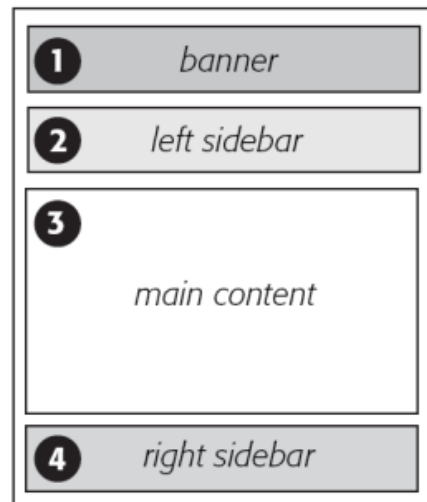 1 banner
2 left sidebar
3
main content
4 right sidebar